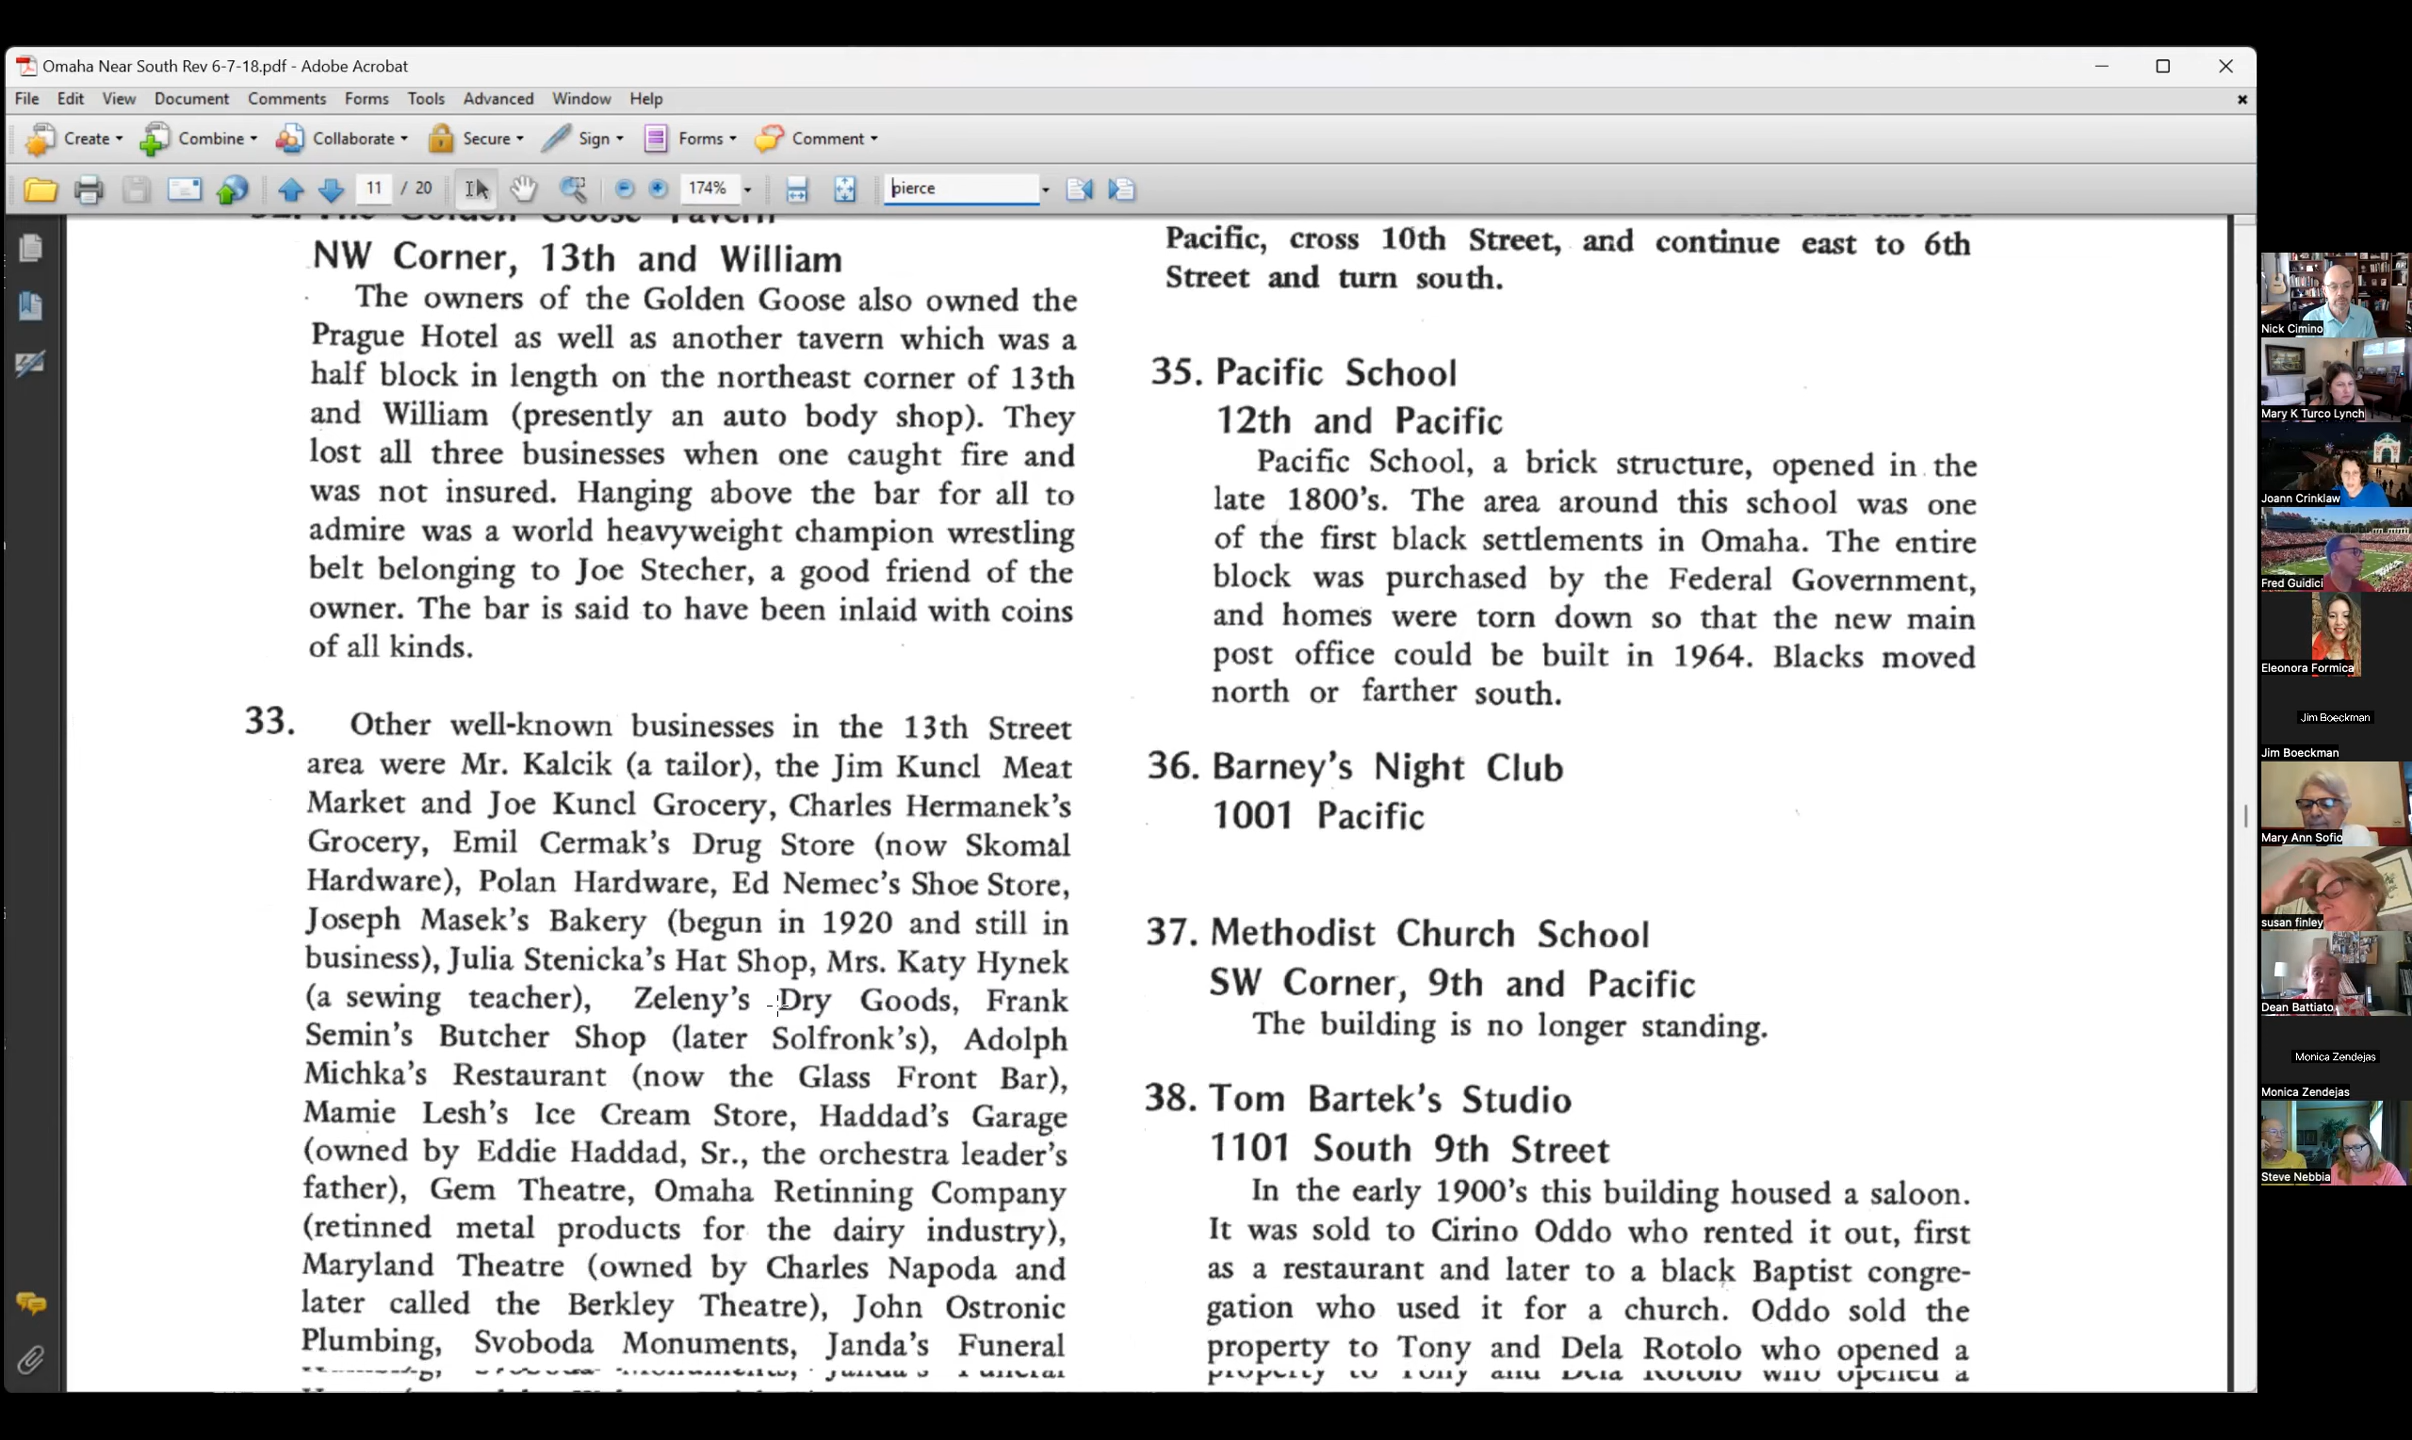 Omaha Near South Rev 6-7-18.pdf - Adobe Acrobat
File Edit View Document Comments Forms Tools Advanced Window Help
Create Combine Collaborate Secure Sign Forms Comment
11 / 20 174% pierce
32. The Golden Goose Tavern
NW Corner, 13th and William
The owners of the Golden Goose also owned the
Prague Hotel as well as another tavern which was a
half block in length on the northeast corner of 13th
and William (presently an auto body shop). They
lost all three businesses when one caught fire and
was not insured. Hanging above the bar for all to
admire was a world heavyweight champion wrestling
belt belonging to Joe Stecher, a good friend of the
owner. The bar is said to have been inlaid with coins
of all kinds.
33. Other well-known businesses in the 13th Street
area were Mr. Kalcik (a tailor), the Jim Kuncl Meat
Market and Joe Kuncl Grocery, Charles Hermanek's
Grocery, Emil Cermak's Drug Store (now Skomal
Hardware), Polan Hardware, Ed Nemec's Shoe Store,
Joseph Masek's Bakery (begun in 1920 and still in
business), Julia Stenicka's Hat Shop, Mrs. Katy Hynek
(a sewing teacher), Zeleny's Dry Goods, Frank
Semin's Butcher Shop (later Solfronk's), Adolph
Michka's Restaurant (now the Glass Front Bar),
Mamie Lesh's Ice Cream Store, Haddad's Garage
(owned by Eddie Haddad, Sr., the orchestra leader's
father), Gem Theatre, Omaha Retinning Company
(retinned metal products for the dairy industry),
Maryland Theatre (owned by Charles Napoda and
later called the Berkley Theatre), John Ostronic
Plumbing, Svoboda Monuments, Janda's Funeral
Pacific, cross 10th Street, and continue east to 6th
Street and turn south.
35. Pacific School
12th and Pacific
Pacific School, a brick structure, opened in the
late 1800's. The area around this school was one
of the first black settlements in Omaha. The entire
block was purchased by the Federal Government,
and homes were torn down so that the new main
post office could be built in 1964. Blacks moved
north or farther south.
36. Barney's Night Club
1001 Pacific
37. Methodist Church School
SW Corner, 9th and Pacific
The building is no longer standing.
38. Tom Bartek's Studio
1101 South 9th Street
In the early 1900's this building housed a saloon.
It was sold to Cirino Oddo who rented it out, first
as a restaurant and later to a black Baptist congre-
gation who used it for a church. Oddo sold the
property to Tony and Dela Rotolo who opened a
Nick Cimino
Mary K Turco Lynch
Joann Crinklaw
Fred Guidici
Eleonora Formica
Jim Boeckman
Jim Boeckman
Mary Ann Sofio
susan finley
Dean Battiato
Monica Zendejas
Monica Zendejas
Steve Nebbia